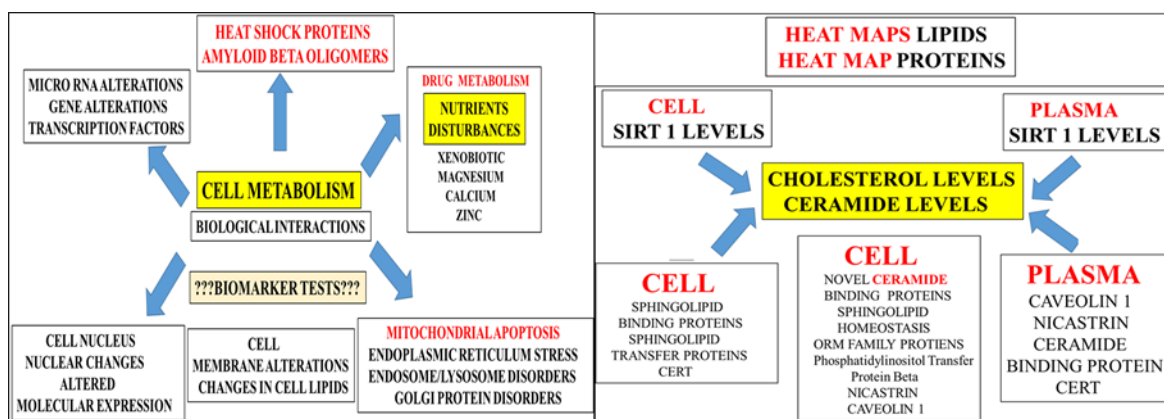 HEAT SHOCK PROTEINS
AMYLOID BETA OLIGOMERS
MICRO RNA ALTERATIONS
GENE ALTERATIONS
TRANSCRIPTION FACTORS
DRUG METABOLISM
NUTRIENTS
DISTURBANCES
XENOBIOTIC
MAGNESIUM
CALCIUM
ZINC
CELL METABOLISM
BIOLOGICAL INTERACTIONS
???BIOMARKER TESTS???
CELL NUCLEUS
NUCLEAR CHANGES
ALTERED
MOLECULAR EXPRESSION
CELL
MEMBRANE ALTERATIONS
CHANGES IN CELL LIPIDS
MITOCHONDRIAL APOPTOSIS
ENDOPLASMIC RETICULUM STRESS
ENDOSOME/LYSOSOME DISORDERS
GOLGI PROTEIN DISORDERS
HEAT MAPS LIPIDS
HEAT MAP PROTEINS
CELL
SIRT 1 LEVELS
PLASMA
SIRT 1 LEVELS
CHOLESTEROL LEVELS
CERAMIDE LEVELS
CELL
SPHINGOLIPID
BINDING PROTEINS
SPHINGOLIPID
TRANSFER PROTEINS
CERT
CELL
NOVEL CERAMIDE
BINDING PROTEINS
SPHINGOLIPID
HOMEOSTASIS
ORM FAMILY PROTIENS
Phosphatidylinositol Transfer
Protein Beta
NICASTRIN
CAVEOLIN 1
PLASMA
CAVEOLIN 1
NICASTRIN
CERAMIDE
BINDING PROTEIN
CERT